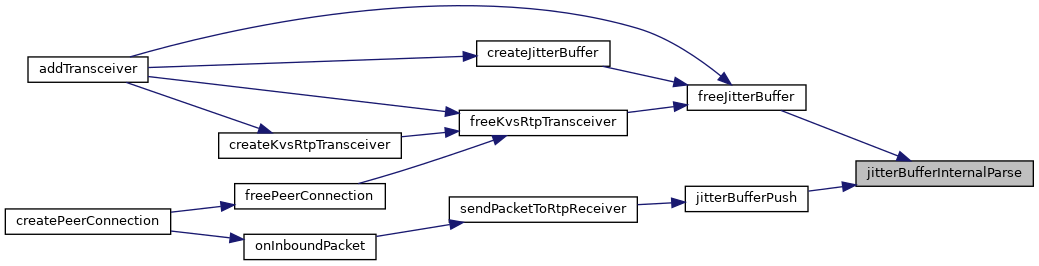 addTransceiver
createJitterBuffer
freeJitterBuffer
freeKvsRtpTransceiver
createKvsRtpTransceiver
jitterBufferInternalParse
freePeerConnection
jitterBufferPush
sendPacketToRtpReceiver
createPeerConnection
onInboundPacket